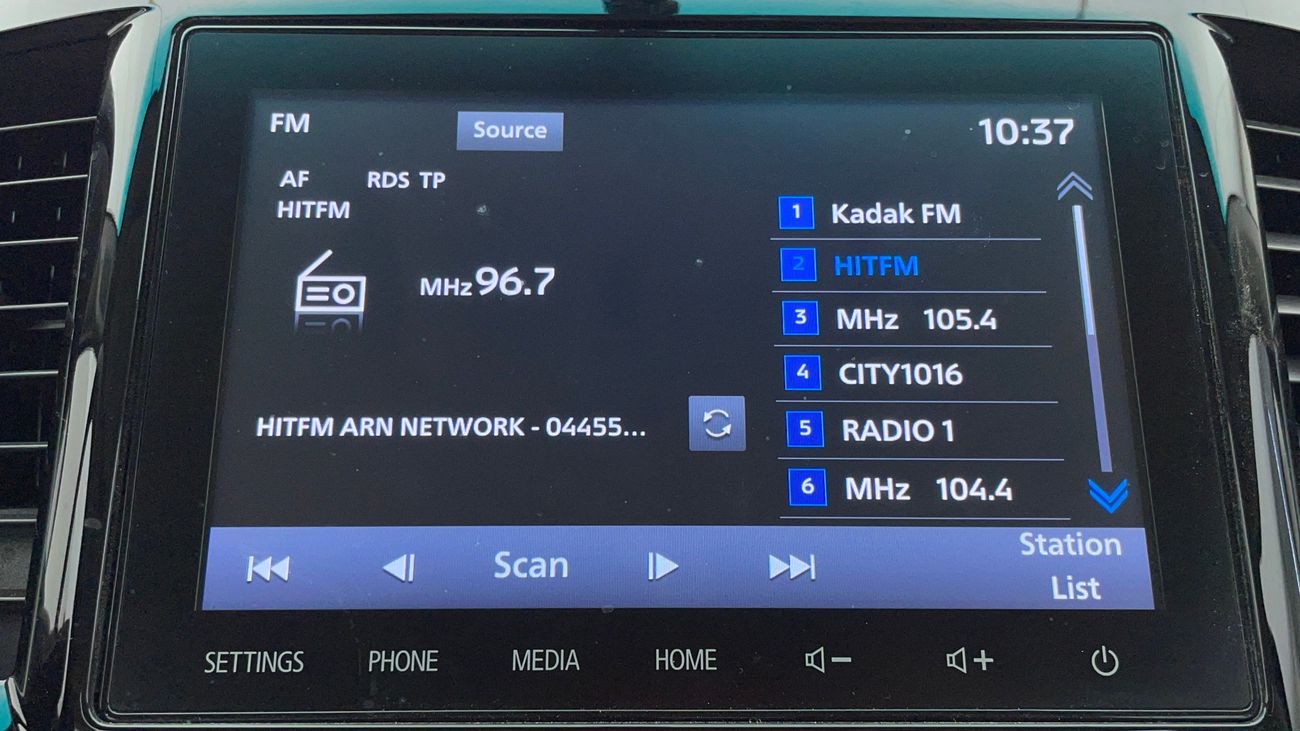 FM
Source
10:37
AF RDS TP
HITFM
MHz 96.7
HITFM ARN NETWORK - 04455...
1 Kadak FM
2 HITFM
3 MHz 105.4
4 CITY1016
5 RADIO 1
6 MHz 104.4
Scan
Station
List
SETTINGS PHONE MEDIA HOME